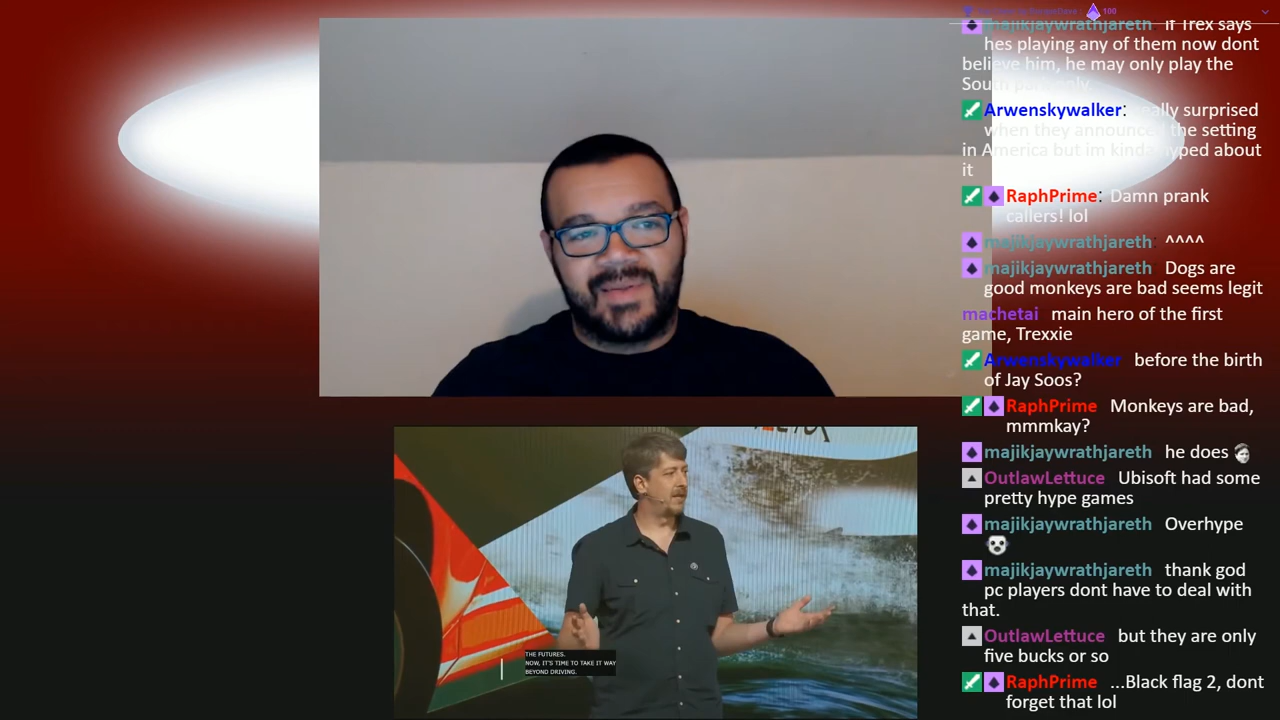 100
majikjaywrathjareth If Trex says
hes playing any of them now dont
believe him, he may only play the
South
Arwenskywalker: really surprised
when they announced the setting
in America but im kinda hyped about
it
RaphPrime: Damn prank
callers! lol
majikjaywrathjareth ^^^^
majikjaywrathjareth Dogs are
good monkeys are bad seems legit
machetai main hero of the first
game, Trexxie
Arwenskywalker before the birth
of Jay Soos?
RaphPrime Monkeys are bad,
mmmkay?
majikjaywrathjareth he does
OutlawLettuce Ubisoft had some
pretty hype games
majikjaywrathjareth Overhype
majikjaywrathjareth thank god
pc players dont have to deal with
that.
OutlawLettuce but they are only
five bucks or so
RaphPrime ...Black flag 2, dont
forget that lol
THE FUTURES.
NOW, IT'S TIME TO TAKE IT WAY
BEYOND DRIVING.